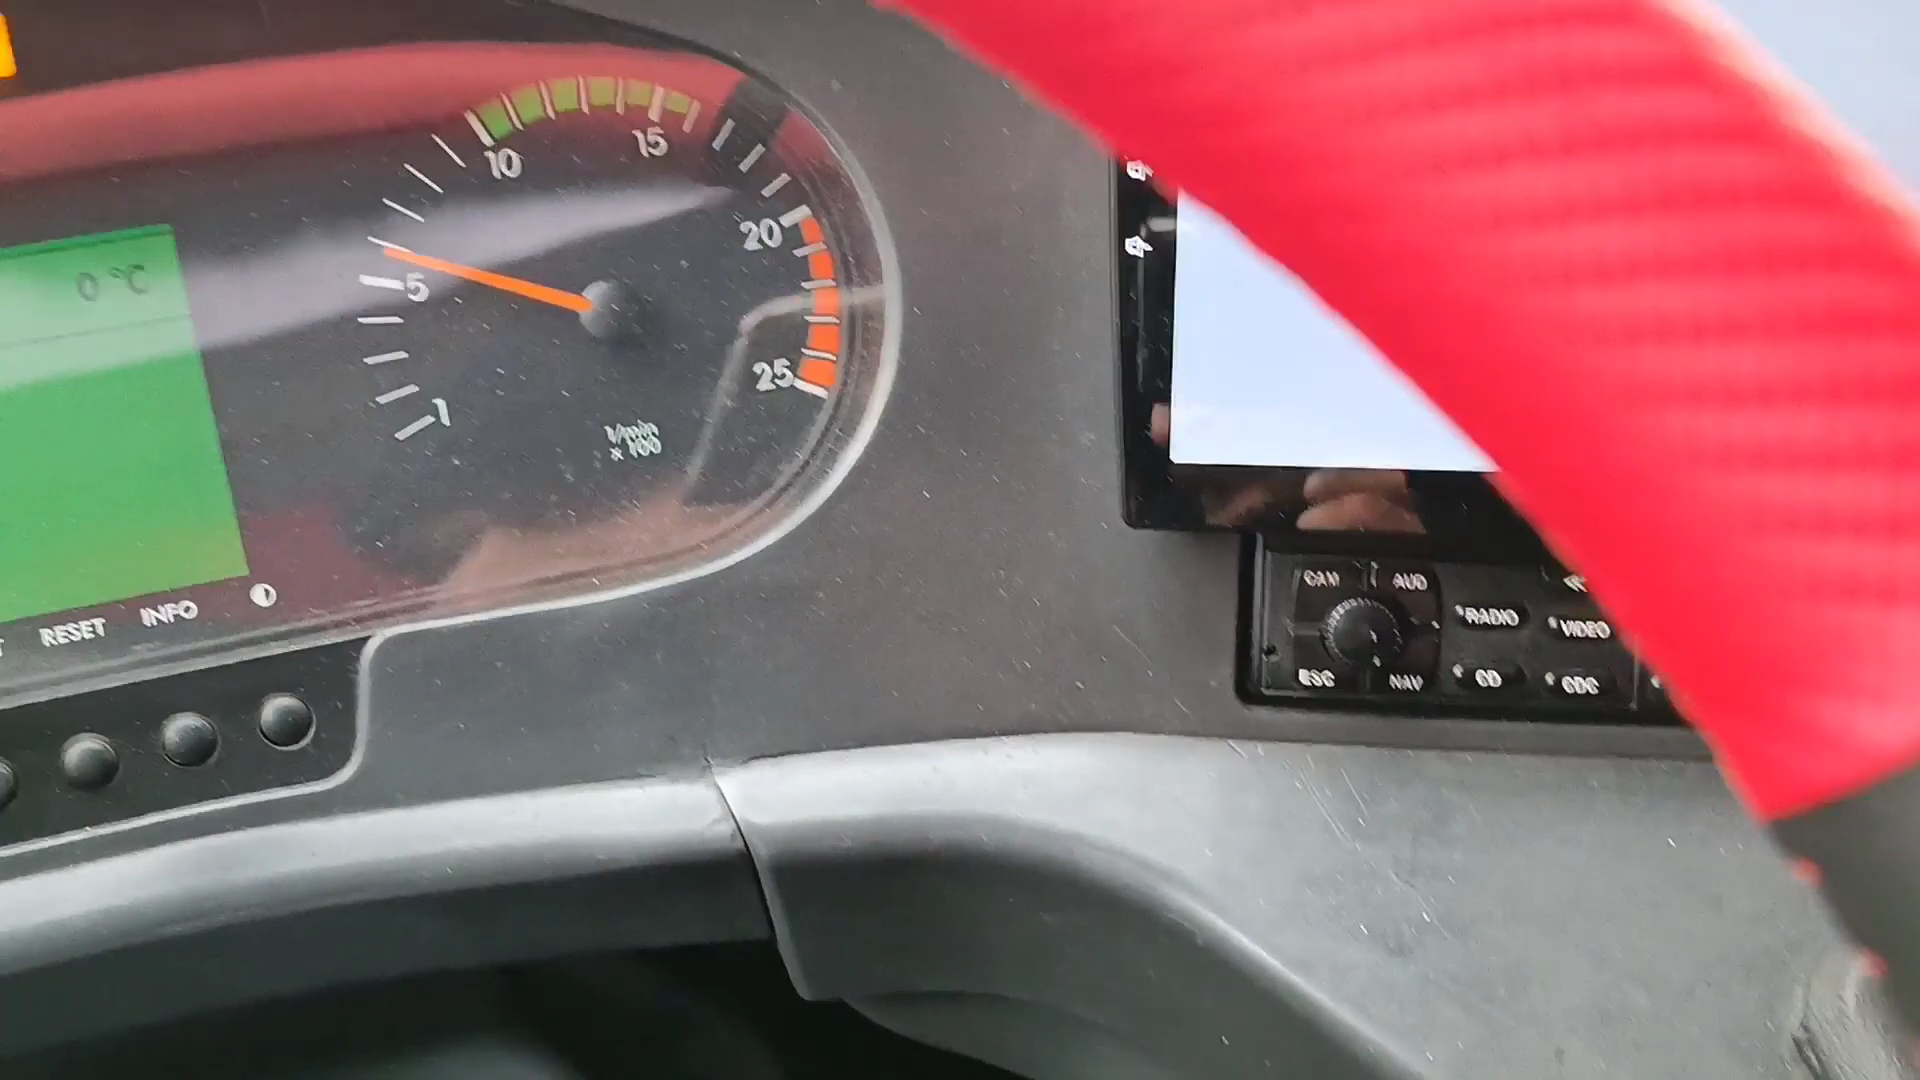 10
15
20
5
25
1
1/min
x 100
0 °C
RESET
INFO
CAM
AUD
RADIO
VIDEO
ESC
NAV
CD
CDC